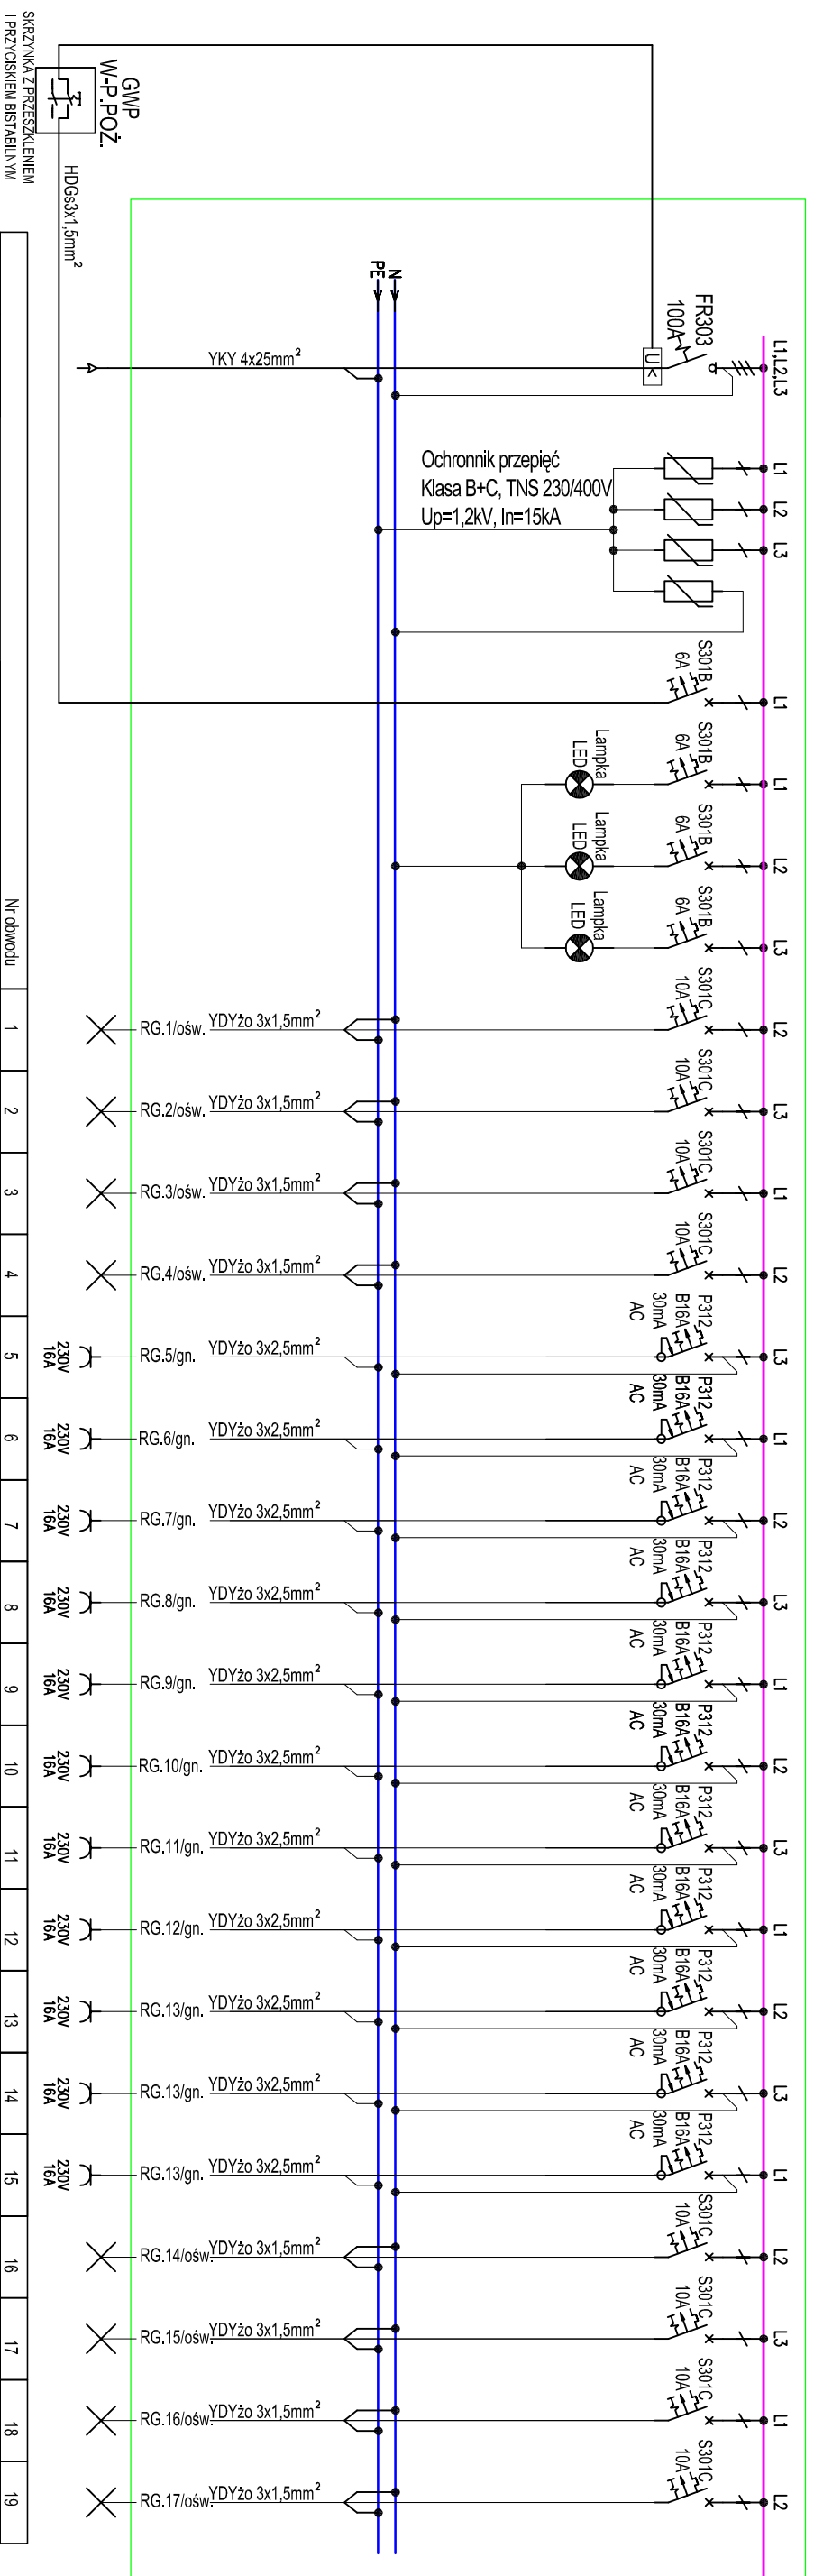 SKRZYNKA Z PRZESZKLENIEM
I PRZYCISKIEM BISTABILNYM
GWP
W-P.POŻ.
HDGs3x1,5mm²
N
PE
FR303
100A
U<
L1,L2,L3
YKY 4x25mm²
Ochronnik przepięć
Klasa B+C, TNS 230/400V
Up=1,2kV, In=15kA
L1
L2
L3
S301B
6A
L1
S301B
6A
L1
Lampka
LED
S301B
6A
L2
Lampka
LED
S301B
6A
L3
Lampka
LED
Nr obwodu
S301C
10A
L2
RG.1/ośw.
YDYżo 3x1,5mm²
1
S301C
10A
L3
RG.2/ośw.
YDYżo 3x1,5mm²
2
S301C
10A
L1
RG.3/ośw.
YDYżo 3x1,5mm²
3
S301C
10A
L2
RG.4/ośw.
YDYżo 3x1,5mm²
4
P312
B16A
30mA
AC
L3
RG.5/gn.
YDYżo 3x2,5mm²
230V
16A
5
P312
B16A
30mA
AC
L1
RG.6/gn.
YDYżo 3x2,5mm²
230V
16A
6
P312
B16A
30mA
AC
L2
RG.7/gn.
YDYżo 3x2,5mm²
230V
16A
7
P312
B16A
30mA
AC
L3
RG.8/gn.
YDYżo 3x2,5mm²
230V
16A
8
P312
B16A
30mA
AC
L1
RG.9/gn.
YDYżo 3x2,5mm²
230V
16A
9
P312
B16A
30mA
AC
L2
RG.10/gn.
YDYżo 3x2,5mm²
230V
16A
10
P312
B16A
30mA
AC
L3
RG.11/gn.
YDYżo 3x2,5mm²
230V
16A
11
P312
B16A
30mA
AC
L1
RG.12/gn.
YDYżo 3x2,5mm²
230V
16A
12
P312
B16A
30mA
AC
L2
RG.13/gn.
YDYżo 3x2,5mm²
230V
16A
13
P312
B16A
30mA
AC
L3
RG.13/gn.
YDYżo 3x2,5mm²
230V
16A
14
P312
B16A
30mA
AC
L1
RG.13/gn.
YDYżo 3x2,5mm²
230V
16A
15
S301C
10A
L2
RG.14/ośw.
YDYżo 3x1,5mm²
16
S301C
10A
L3
RG.15/ośw.
YDYżo 3x1,5mm²
17
S301C
10A
L1
RG.16/ośw.
YDYżo 3x1,5mm²
18
S301C
10A
L2
RG.17/ośw.
YDYżo 3x1,5mm²
19